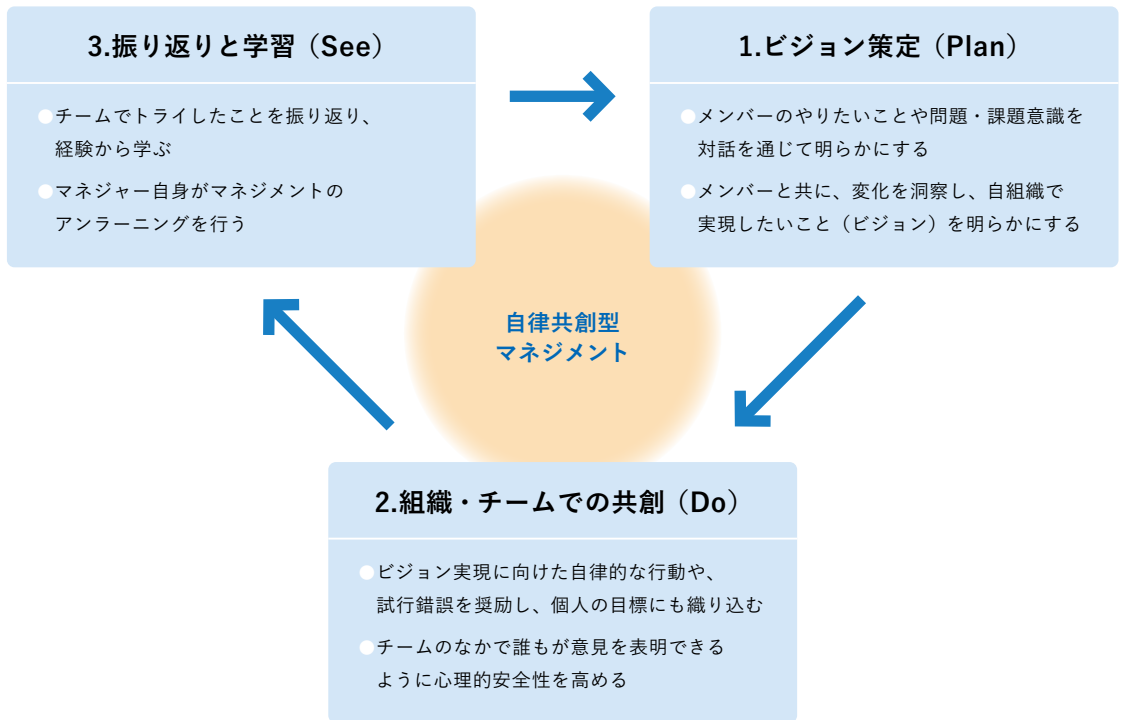 3.振り返りと学習（See）
●チームでトライしたことを振り返り、
経験から学ぶ
●マネジャー自身がマネジメントの
アンラーニングを行う
1.ビジョン策定（Plan）
●メンバーのやりたいことや問題・課題意識を
対話を通じて明らかにする
●メンバーと共に、変化を洞察し、自組織で
実現したいこと（ビジョン）を明らかにする
自律共創型
マネジメント
2.組織・チームでの共創（Do）
●ビジョン実現に向けた自律的な行動や、
試行錯誤を奨励し、個人の目標にも織り込む
●チームのなかで誰もが意見を表明できる
ように心理的安全性を高める